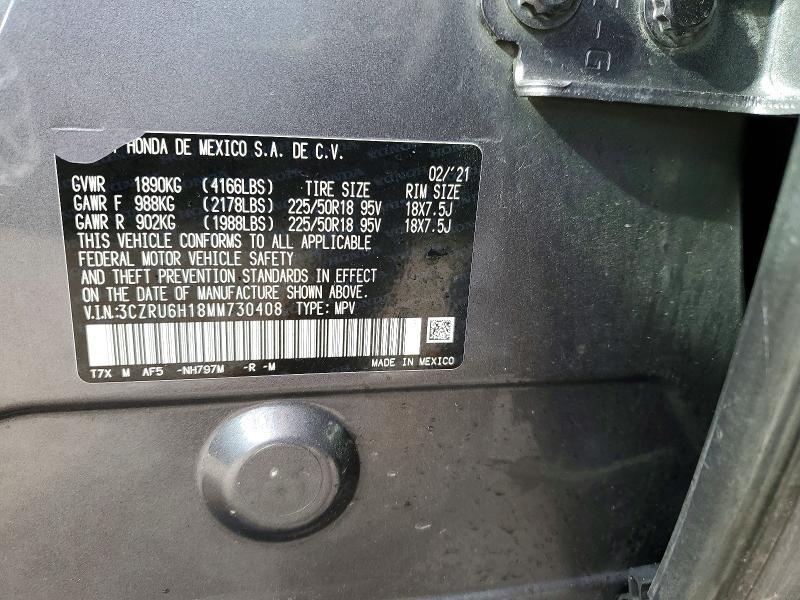 HONDA DE MEXICO S.A. DE C.V.
02/'21
GVWR 1890KG (4166LBS) TIRE SIZE RIM SIZE
GAWR F 988KG (2178LBS) 225/50R18 95V 18X7.5J
GAWR R 902KG (1988LBS) 225/50R18 95V 18X7.5J
THIS VEHICLE CONFORMS TO ALL APPLICABLE
FEDERAL MOTOR VEHICLE SAFETY
AND THEFT PREVENTION STANDARDS IN EFFECT
ON THE DATE OF MANUFACTURE SHOWN ABOVE.
V.I.N:3CZRU6H18MM730408 TYPE: MPV
T7X M AF5 -NH797M -R -M MADE IN MEXICO